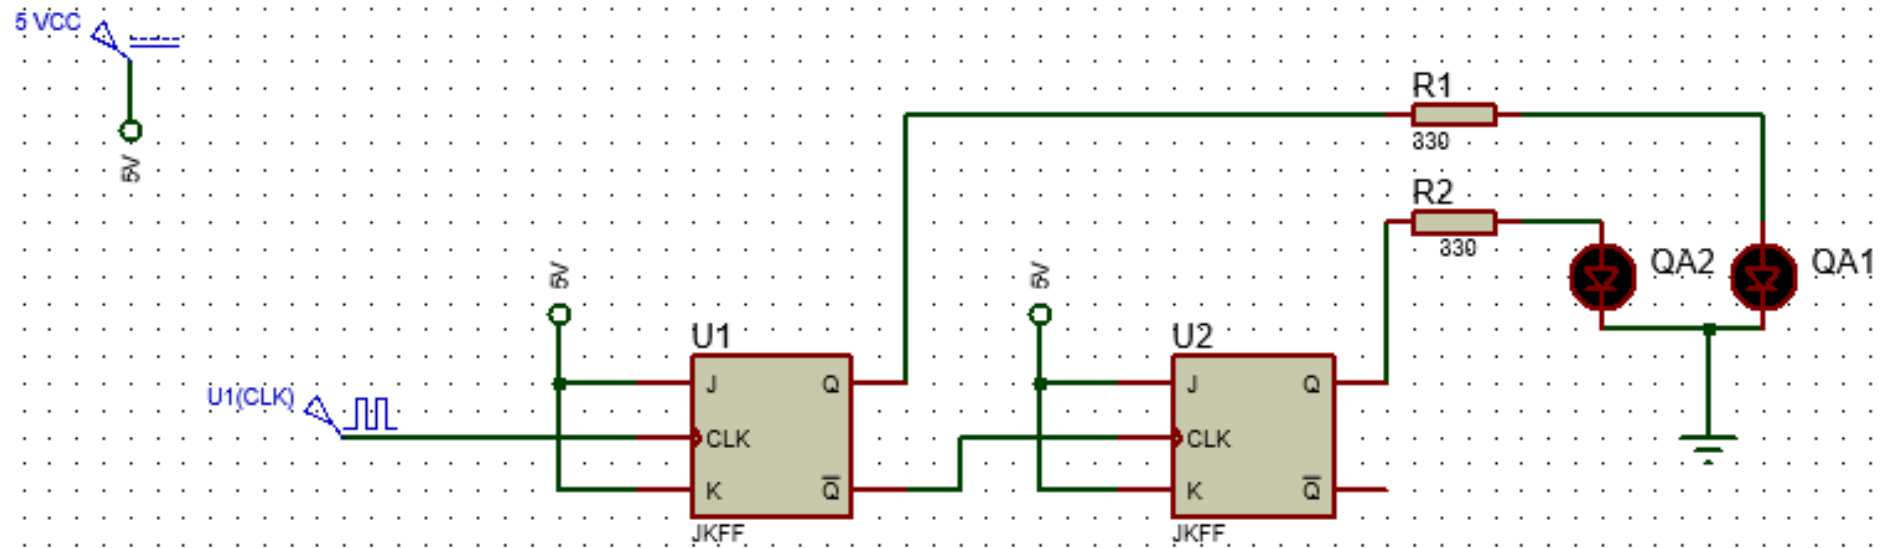 5 VCC
5V
R1
330
R2
330
QA2
QA1
5V
5V
U1
U2
U1(CLK)
J
Q
CLK
K
Q̅
JKFF
J
Q
CLK
K
Q̅
JKFF